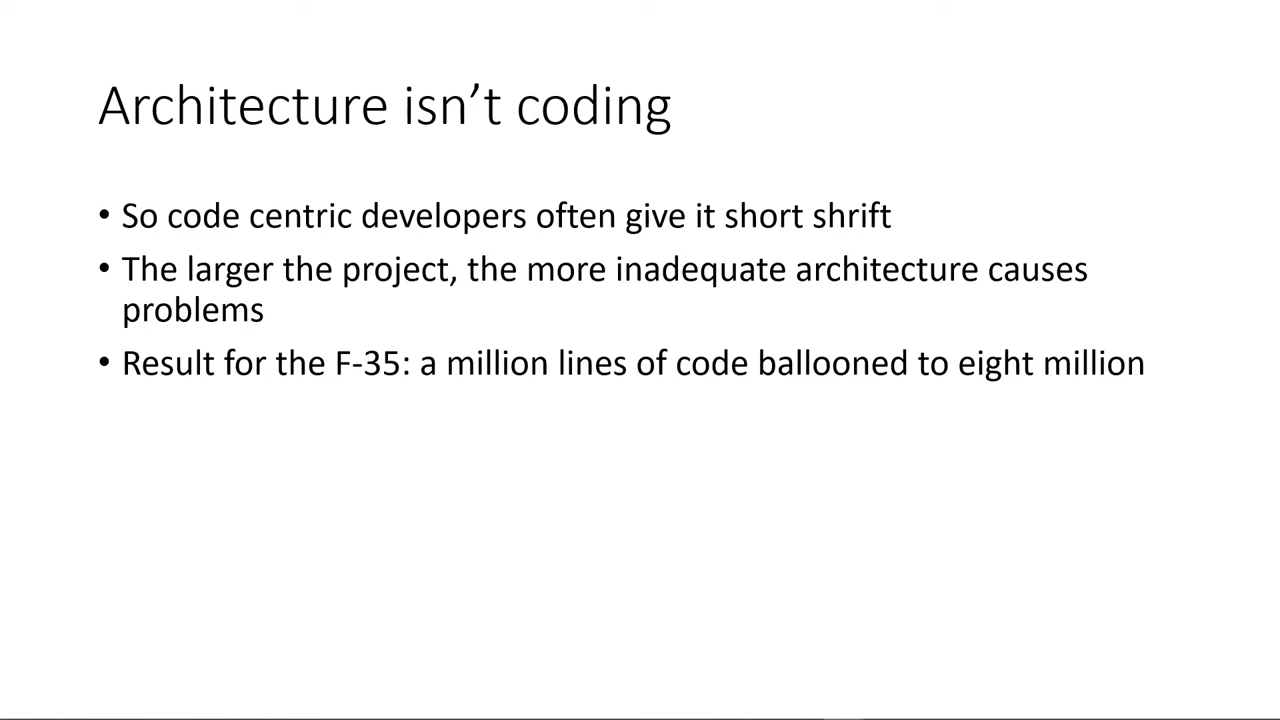 Architecture isn’t coding
• So code centric developers often give it short shrift
• The larger the project, the more inadequate architecture causes
problems
• Result for the F-35: a million lines of code ballooned to eight million